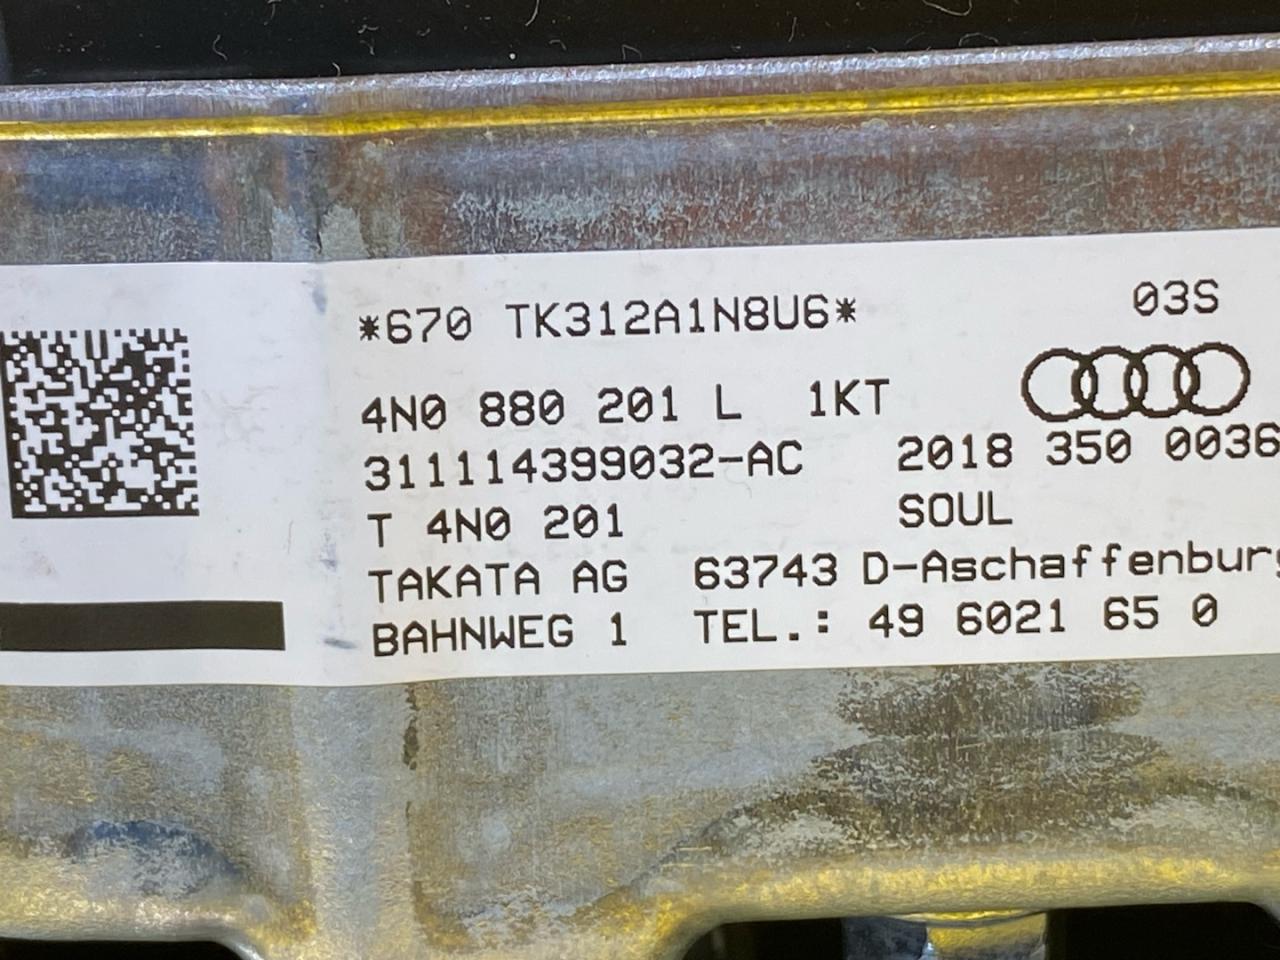 *670 TK312A1N8U6* 03S
4N0 880 201 L 1KT
311114399032-AC 2018 350 0036
T 4N0 201 SOUL
TAKATA AG 63743 D-Aschaffenburg
BAHNWEG 1 TEL.: 49 6021 65 0